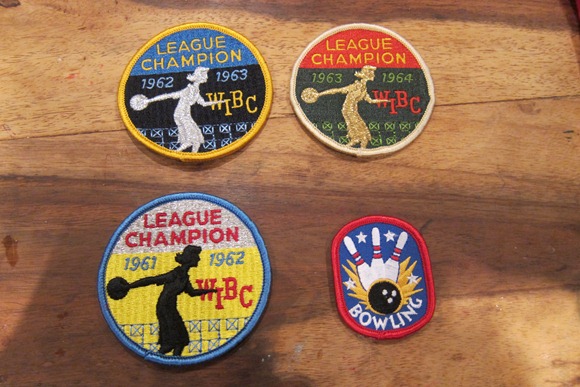 LEAGUE
CHAMPION
1962 1963
WIBC
LEAGUE
CHAMPION
1963 1964
WIBC
LEAGUE
CHAMPION
1961 1962
WIBC
BOWLING